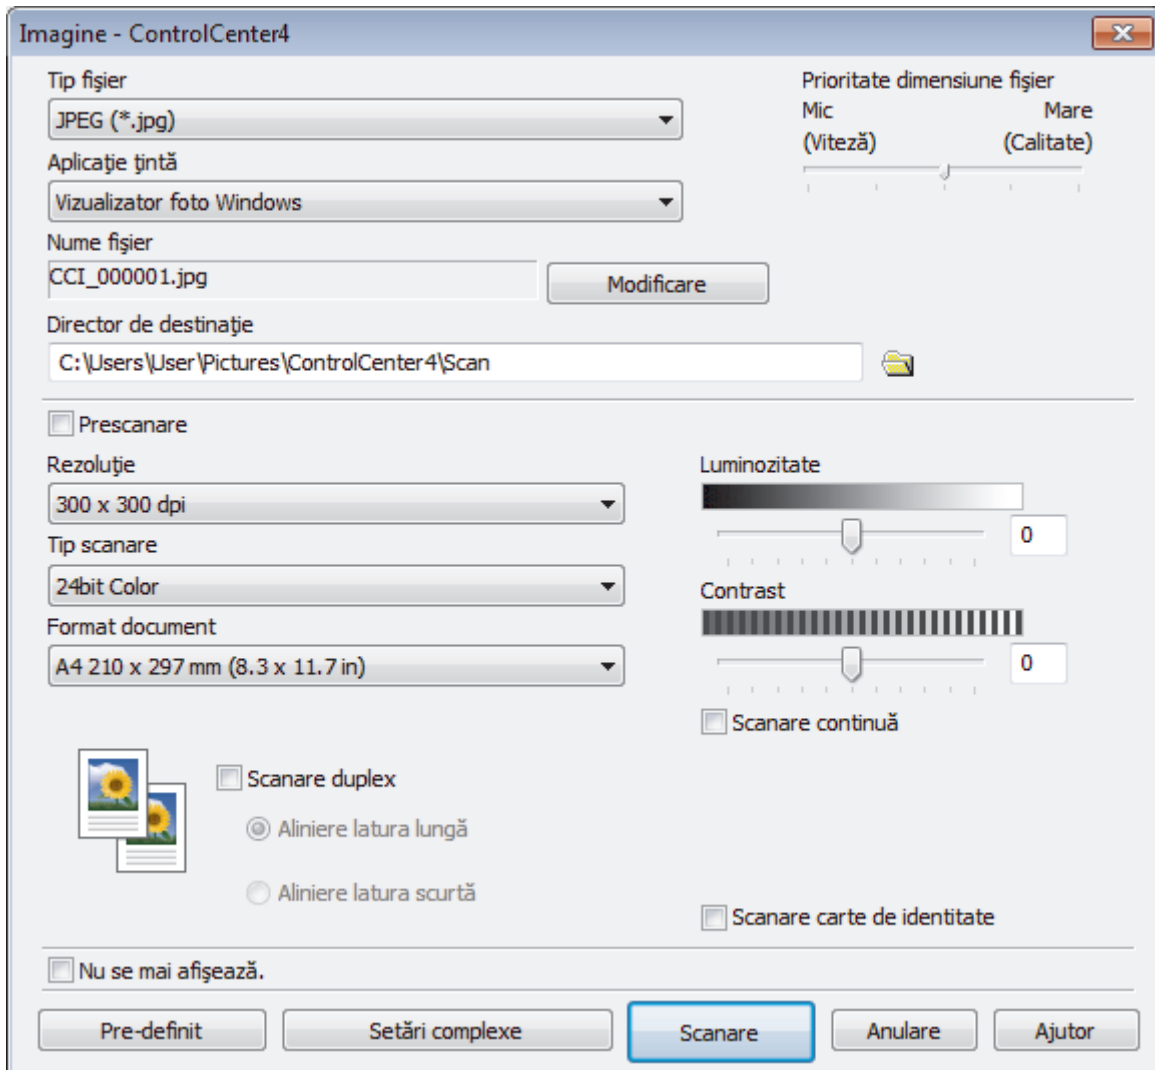 Imagine - ControlCenter4
Tip fişier
JPEG (*.jpg)
Prioritate dimensiune fişier
Mic Mare
(Viteză) (Calitate)
Aplicaţie ţintă
Vizualizator foto Windows
Nume fişier
CCI_000001.jpg
Modificare
Director de destinaţie
C:\Users\User\Pictures\ControlCenter4\Scan
Prescanare
Rezoluţie
300 x 300 dpi
Tip scanare
24bit Color
Format document
A4 210 x 297 mm (8.3 x 11.7 in)
Luminozitate
0
Contrast
0
Scanare continuă
Scanare duplex
Aliniere latura lungă
Aliniere latura scurtă
Scanare carte de identitate
Nu se mai afişează.
Pre-definit Setări complexe Scanare Anulare Ajutor